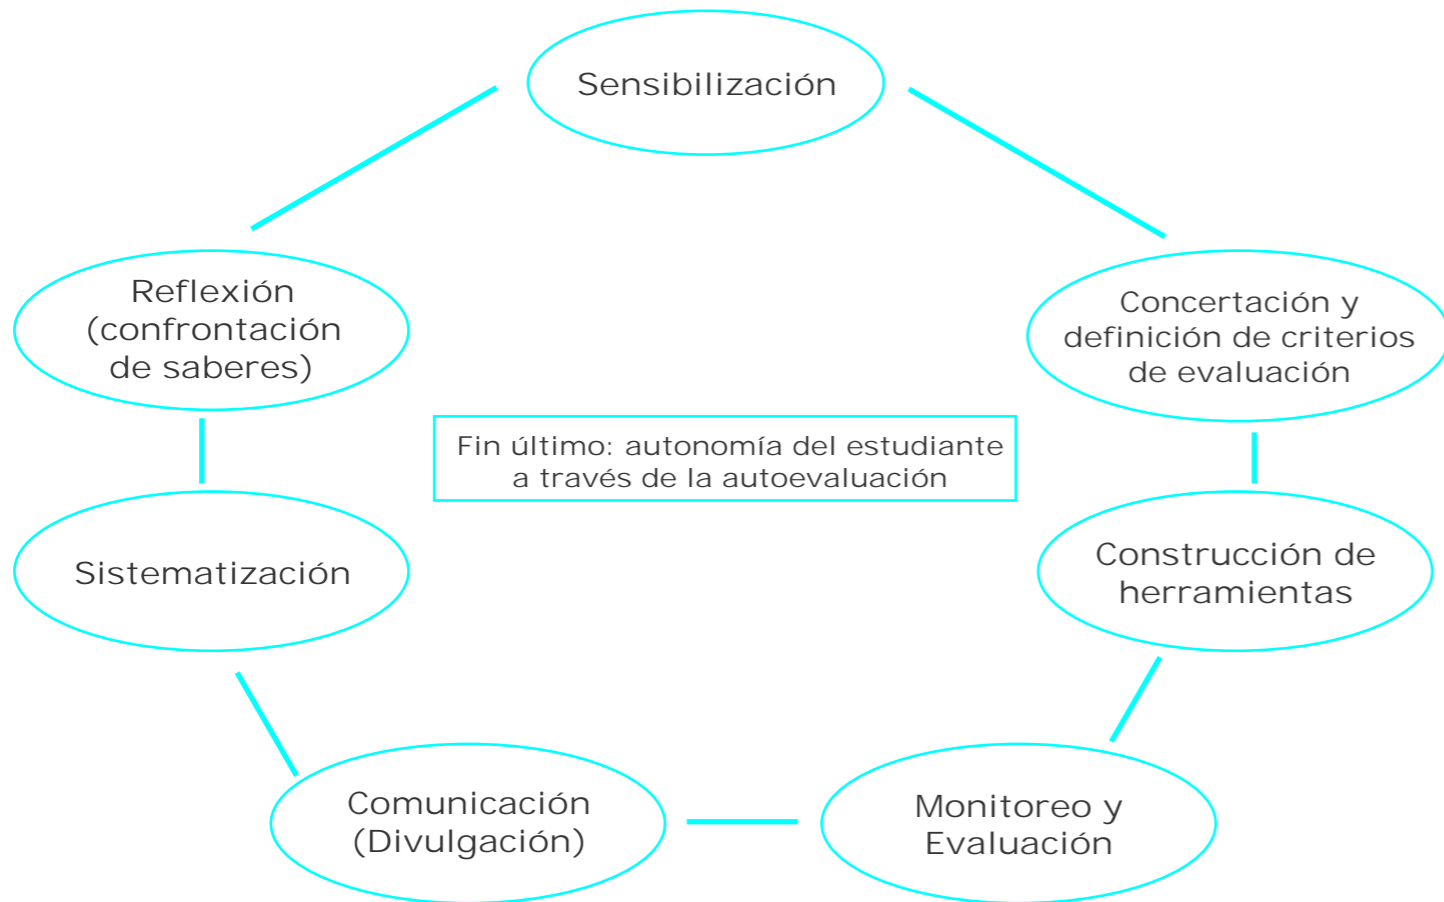 Sensibilización
Reflexión
(confrontación
de saberes)
Concertación y
definición de criterios
de evaluación
Fin último: autonomía del estudiante
a través de la autoevaluación
Sistematización
Construcción de
herramientas
Comunicación
(Divulgación)
Monitoreo y
Evaluación